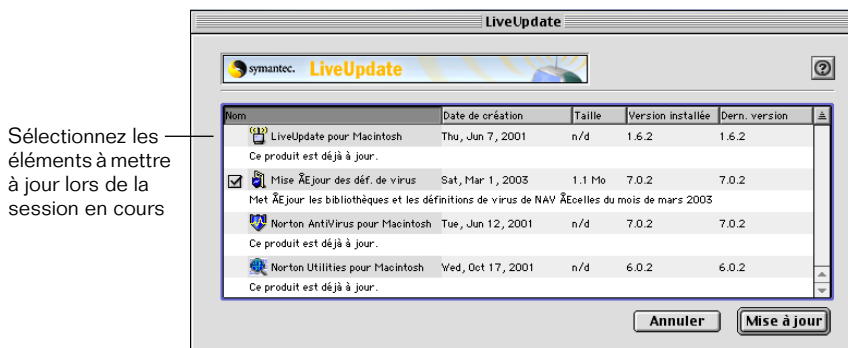 LiveUpdate
symantec. LiveUpdate
?
Nom Date de création Taille Version installée Dern. version
LiveUpdate pour Macintosh Thu, Jun 7, 2001 n/d 1.6.2 1.6.2
Ce produit est déjà à jour.
Mise ÅEjour des déf. de virus Sat, Mar 1, 2003 1.1 Mo 7.0.2 7.0.2
Met ÅEjour les bibliothèques et les définitions de virus de NAV ÅEcelles du mois de mars 2003
Norton AntiVirus pour Macintosh Tue, Jun 12, 2001 n/d 7.0.2 7.0.2
Ce produit est déjà à jour.
Norton Utilities pour Macintosh Wed, Oct 17, 2001 n/d 6.0.2 6.0.2
Ce produit est déjà à jour.
Annuler Mise à jour
Sélectionnez les
éléments à mettre
à jour lors de la
session en cours